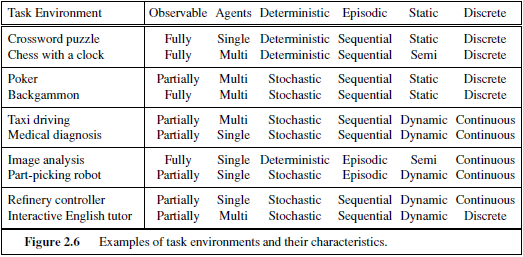 Task Environment Observable Agents Deterministic Episodic Static Discrete
Crossword puzzle Fully Single Deterministic Sequential Static Discrete
Chess with a clock Fully Multi Deterministic Sequential Semi Discrete
Poker Partially Multi Stochastic Sequential Static Discrete
Backgammon Fully Multi Stochastic Sequential Static Discrete
Taxi driving Partially Multi Stochastic Sequential Dynamic Continuous
Medical diagnosis Partially Single Stochastic Sequential Dynamic Continuous
Image analysis Fully Single Deterministic Episodic Semi Continuous
Part-picking robot Partially Single Stochastic Episodic Dynamic Continuous
Refinery controller Partially Single Stochastic Sequential Dynamic Continuous
Interactive English tutor Partially Multi Stochastic Sequential Dynamic Discrete
Figure 2.6 Examples of task environments and their characteristics.